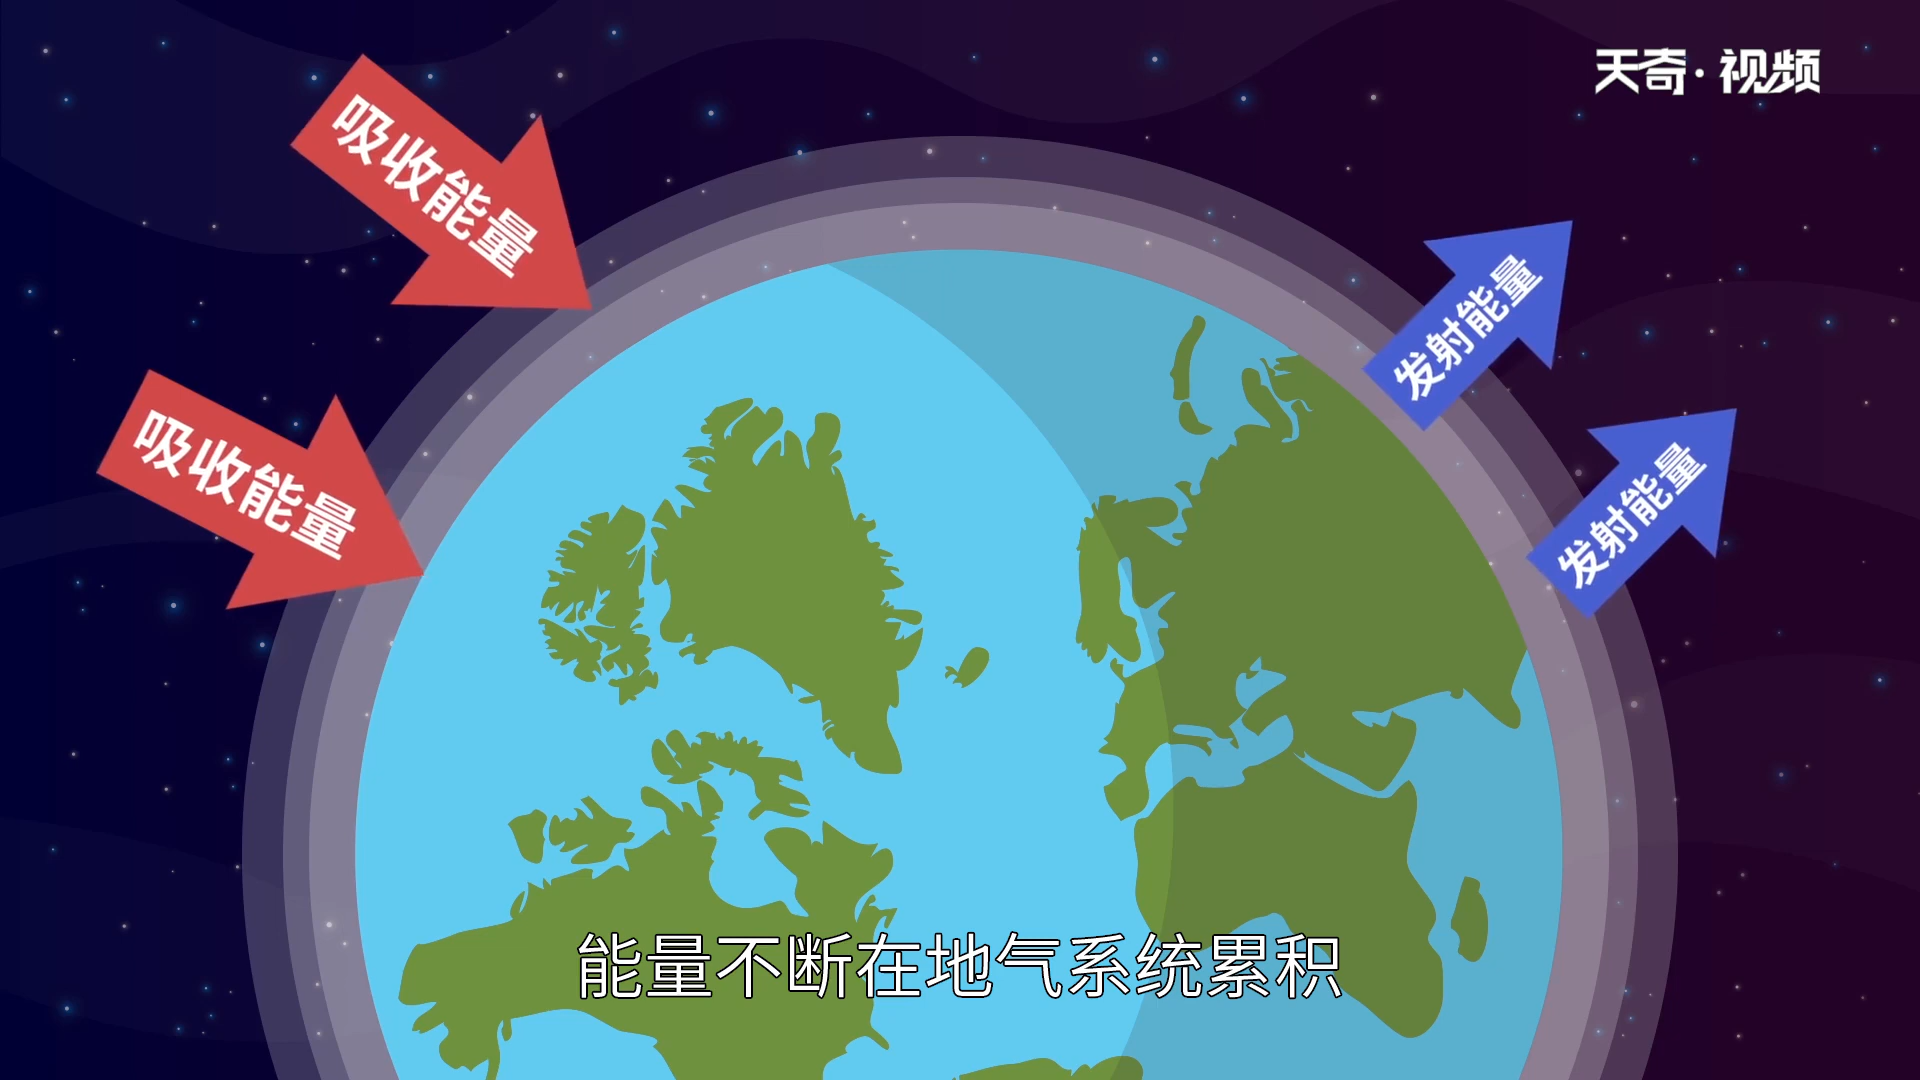 天奇·视频
吸收能量
吸收能量
发射能量
发射能量
能量不断在地气系统累积